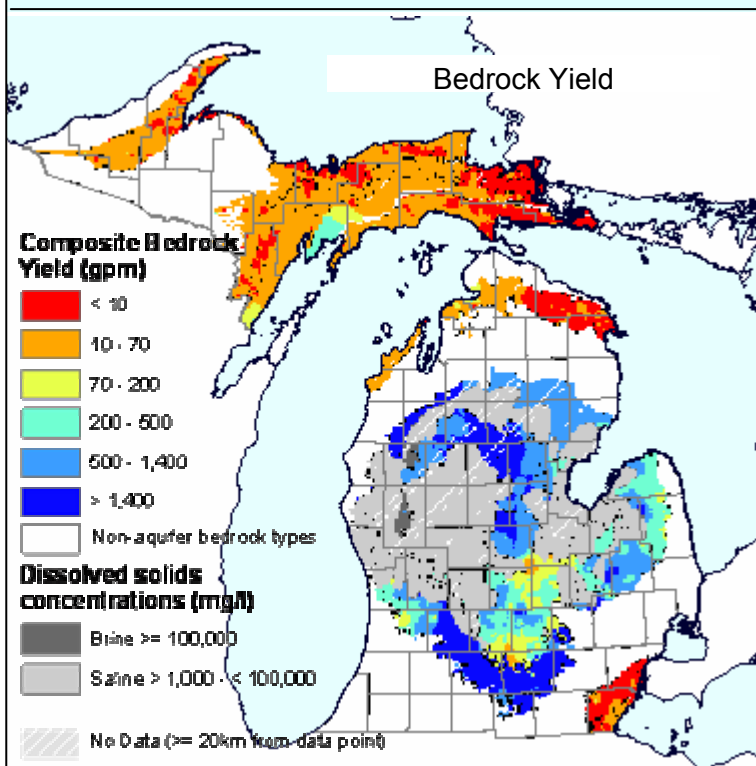 Bedrock Yield
Composite Bedrock
Yield (gpm)
< 10
10 - 70
70 - 200
200 - 500
500 - 1,400
> 1,400
Non-aquifer bedrock types
Dissolved solids
concentrations (mg/l)
Brine >= 100,000
Saline > 1,000 - < 100,000
No Data (>= 20km from data point)